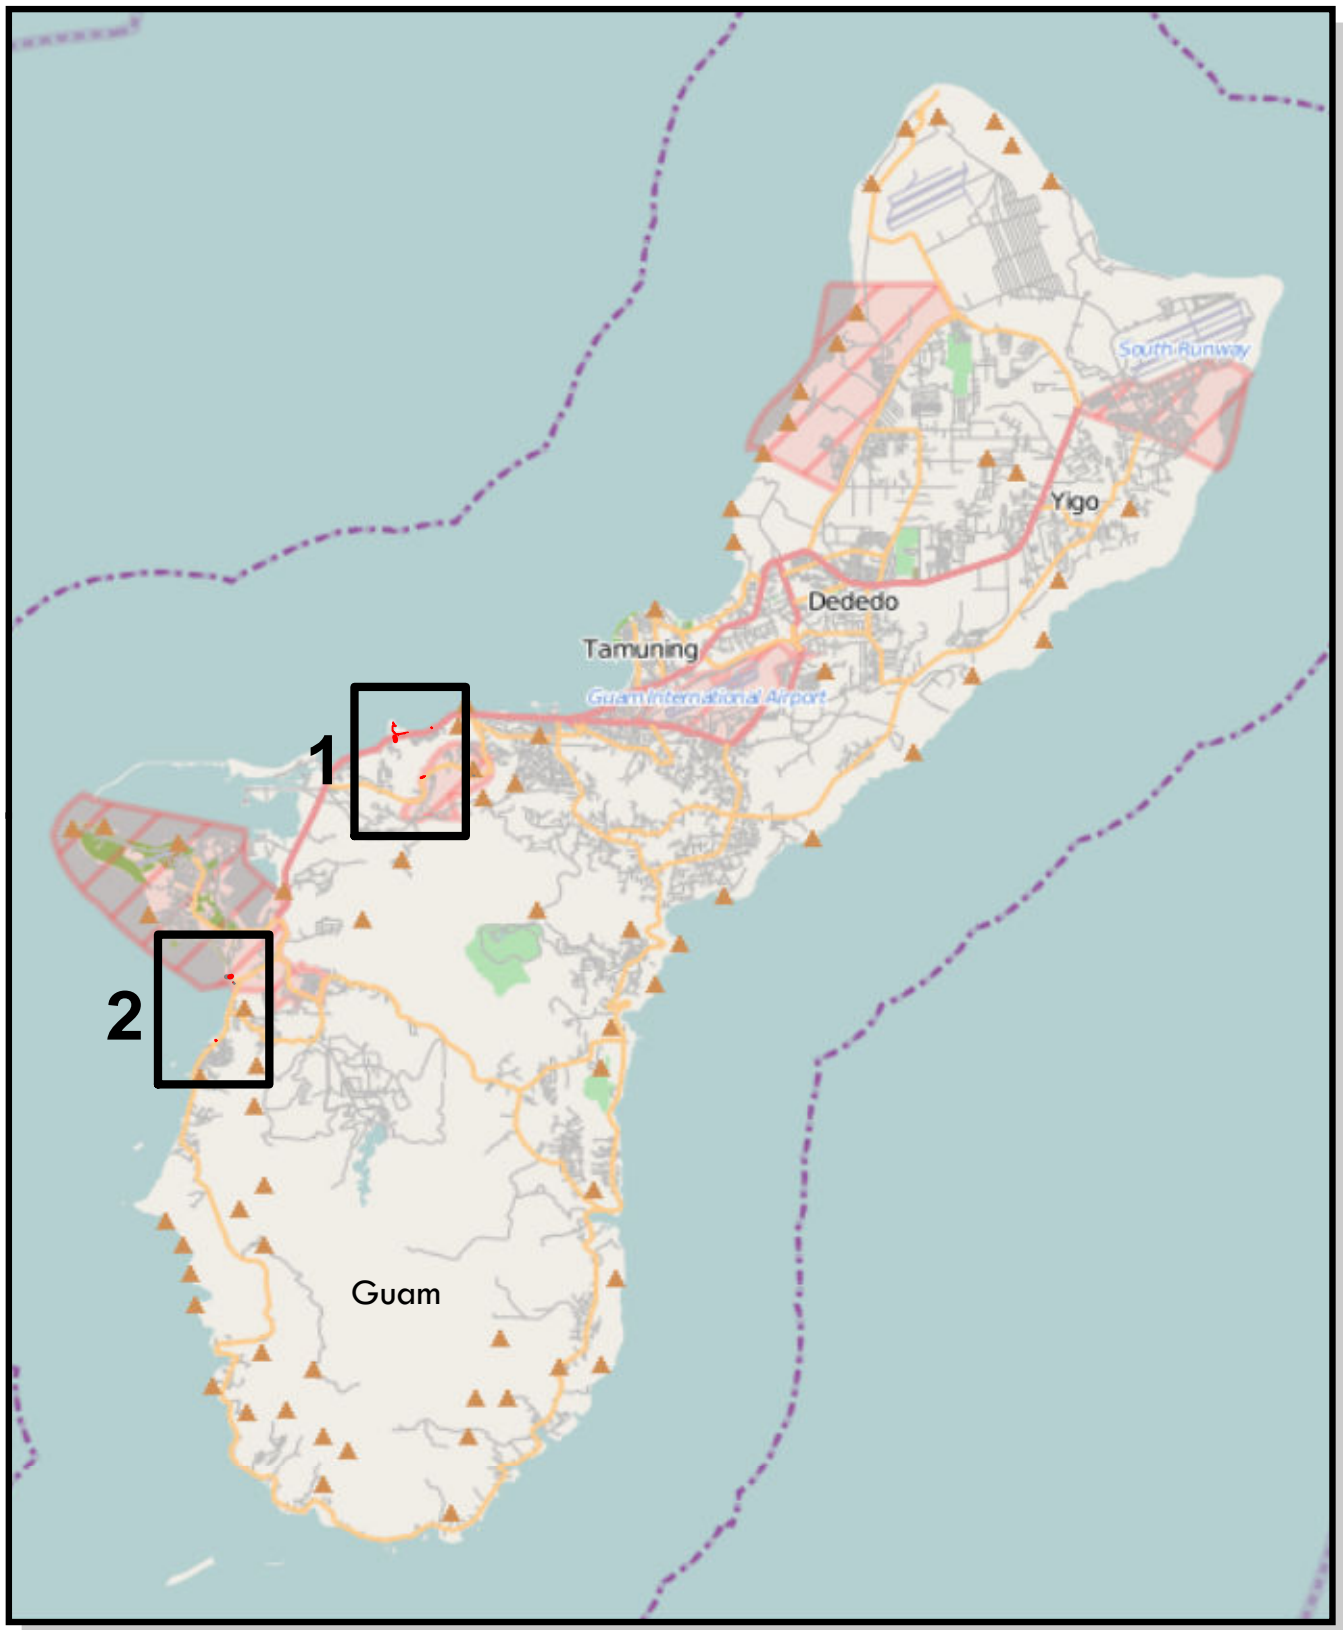 South Runway
Yigo
Dededo
Tamuning
Guam International Airport
1
2
Guam